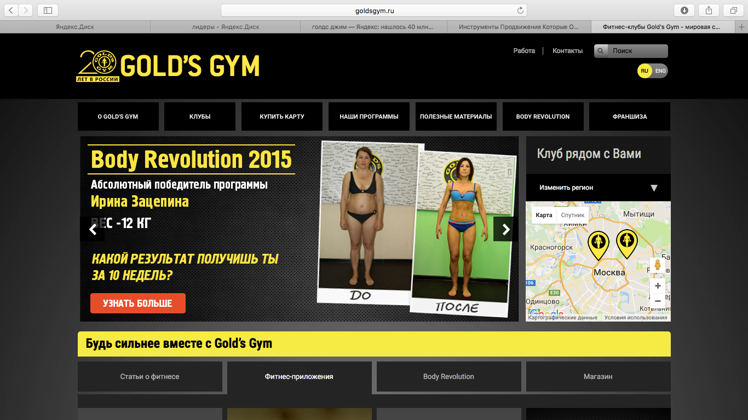 goldsgym.ru
Яндекс.Диск
лидеры – Яндекс.Диск
голдс джим — Яндекс: нашлось 40 млн...
Инструменты Продвижения Которые О...
Фитнес-клубы Gold's Gym - мировая с...
20
ЛЕТ В РОССИИ
GOLD'S GYM
Работа
Контакты
Поиск
RU
ENG
О GOLD'S GYM
КЛУБЫ
КУПИТЬ КАРТУ
НАШИ ПРОГРАММЫ
ПОЛЕЗНЫЕ МАТЕРИАЛЫ
BODY REVOLUTION
ФРАНШИЗА
Body Revolution 2015
Абсолютный победитель программы
Ирина Зацепина
ВЕС -12 КГ
КАКОЙ РЕЗУЛЬТАТ ПОЛУЧИШЬ ТЫ
ЗА 10 НЕДЕЛЬ?
УЗНАТЬ БОЛЬШЕ
ДО
ПОСЛЕ
Клуб рядом с Вами
Изменить регион
Карта
Спутник
Мытищи
Химки
Красногорск
Москва
Одинцово
Google
Картографические данные
Условия использования
Будь сильнее вместе с Gold's Gym
Статьи о фитнесе
Фитнес-приложения
Body Revolution
Магазин